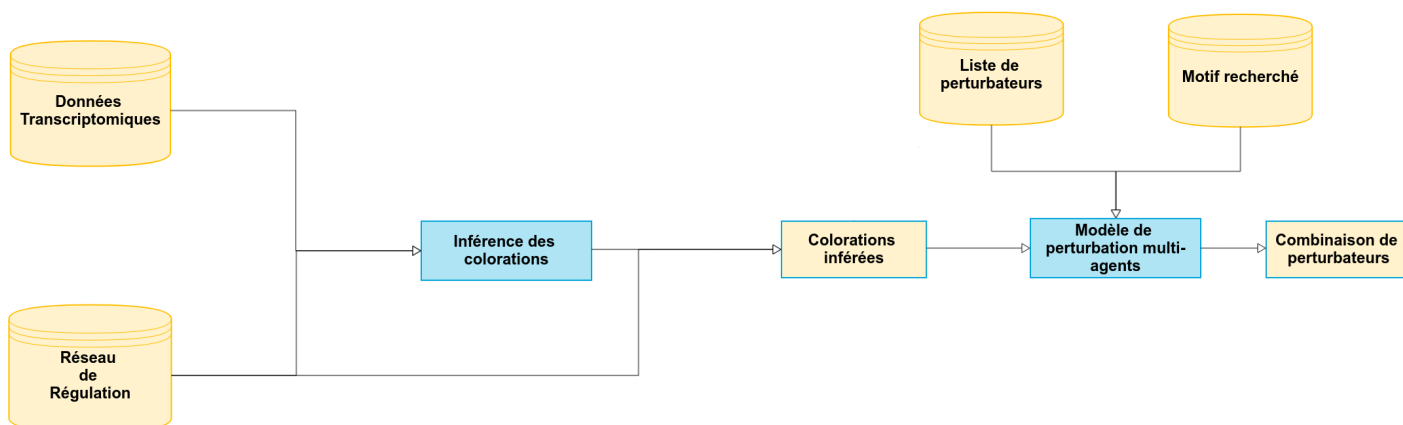 Données
Transcriptomiques
Réseau
de
Régulation
Inférence des
colorations
Colorations
inférées
Liste de
perturbateurs
Motif recherché
Modèle de
perturbation multi-
agents
Combinaison de
perturbateurs